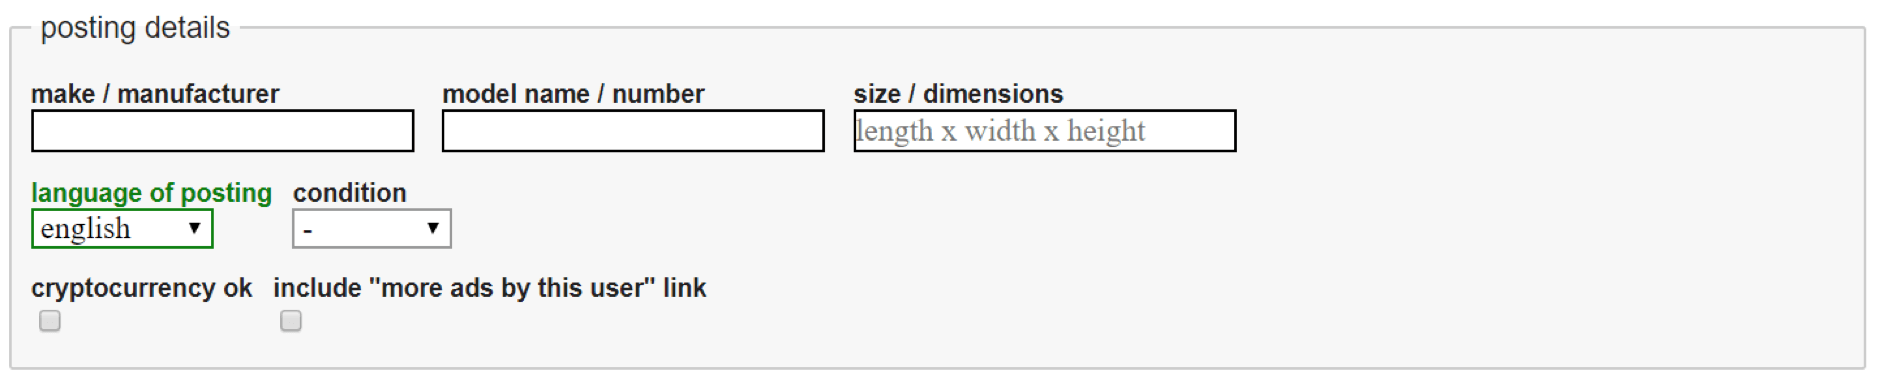 posting details
make / manufacturer model name / number size / dimensions
length x width x height
language of posting condition
english -
cryptocurrency ok include "more ads by this user" link